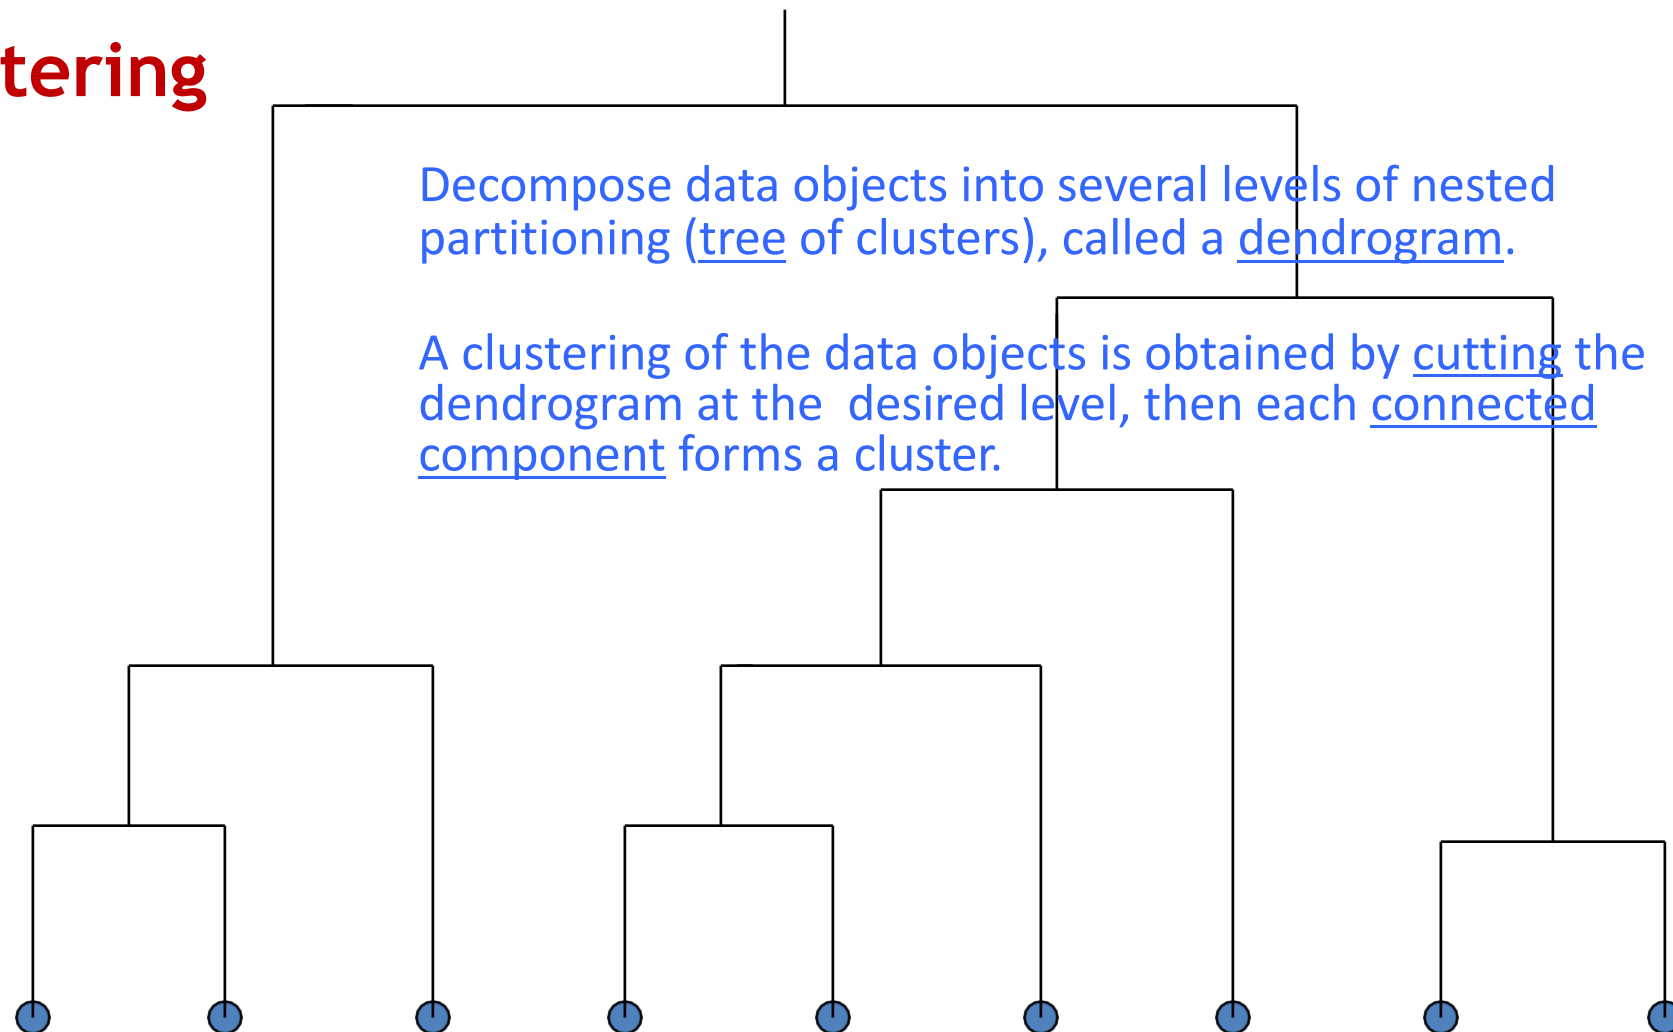 tering
Decompose data objects into several levels of nested
partitioning (tree of clusters), called a dendrogram.
A clustering of the data objects is obtained by cutting the
dendrogram at the  desired level, then each connected
component forms a cluster.